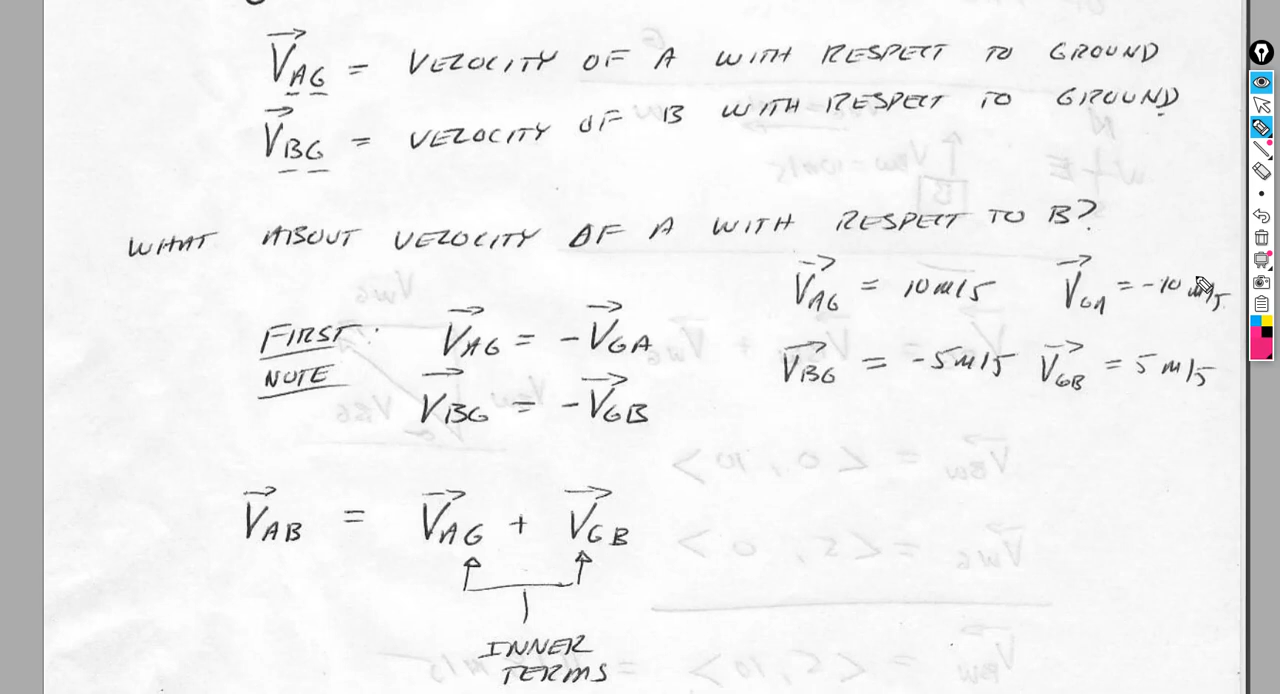 V⃗AG = VELOCITY OF A WITH RESPECT TO GROUND
V⃗BG = VELOCITY OF B WITH RESPECT TO GROUND
WHAT ABOUT VELOCITY OF A WITH RESPECT TO B?
V⃗AG = 10 m/s V⃗GA = -10 m/s
FIRST: V⃗AG = -V⃗GA
V⃗BG = -5 m/s V⃗GB = 5 m/s
NOTE V⃗BG = -V⃗GB
V⃗AB = V⃗AG + V⃗GB
INNER
TERMS